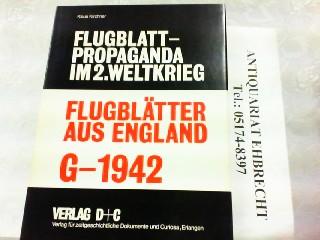 Klaus Kirchner
FLUGBLATT-
PROPAGANDA
IM 2. WELTKRIEG
FLUGBLÄTTER
AUS ENGLAND
G-1942
VERLAG D+C
Verlag für zeitgeschichtliche Dokumente und Curiosa, Erlangen
ANTIQUARIAT EHBRECHT
Tel.: 05174-8397